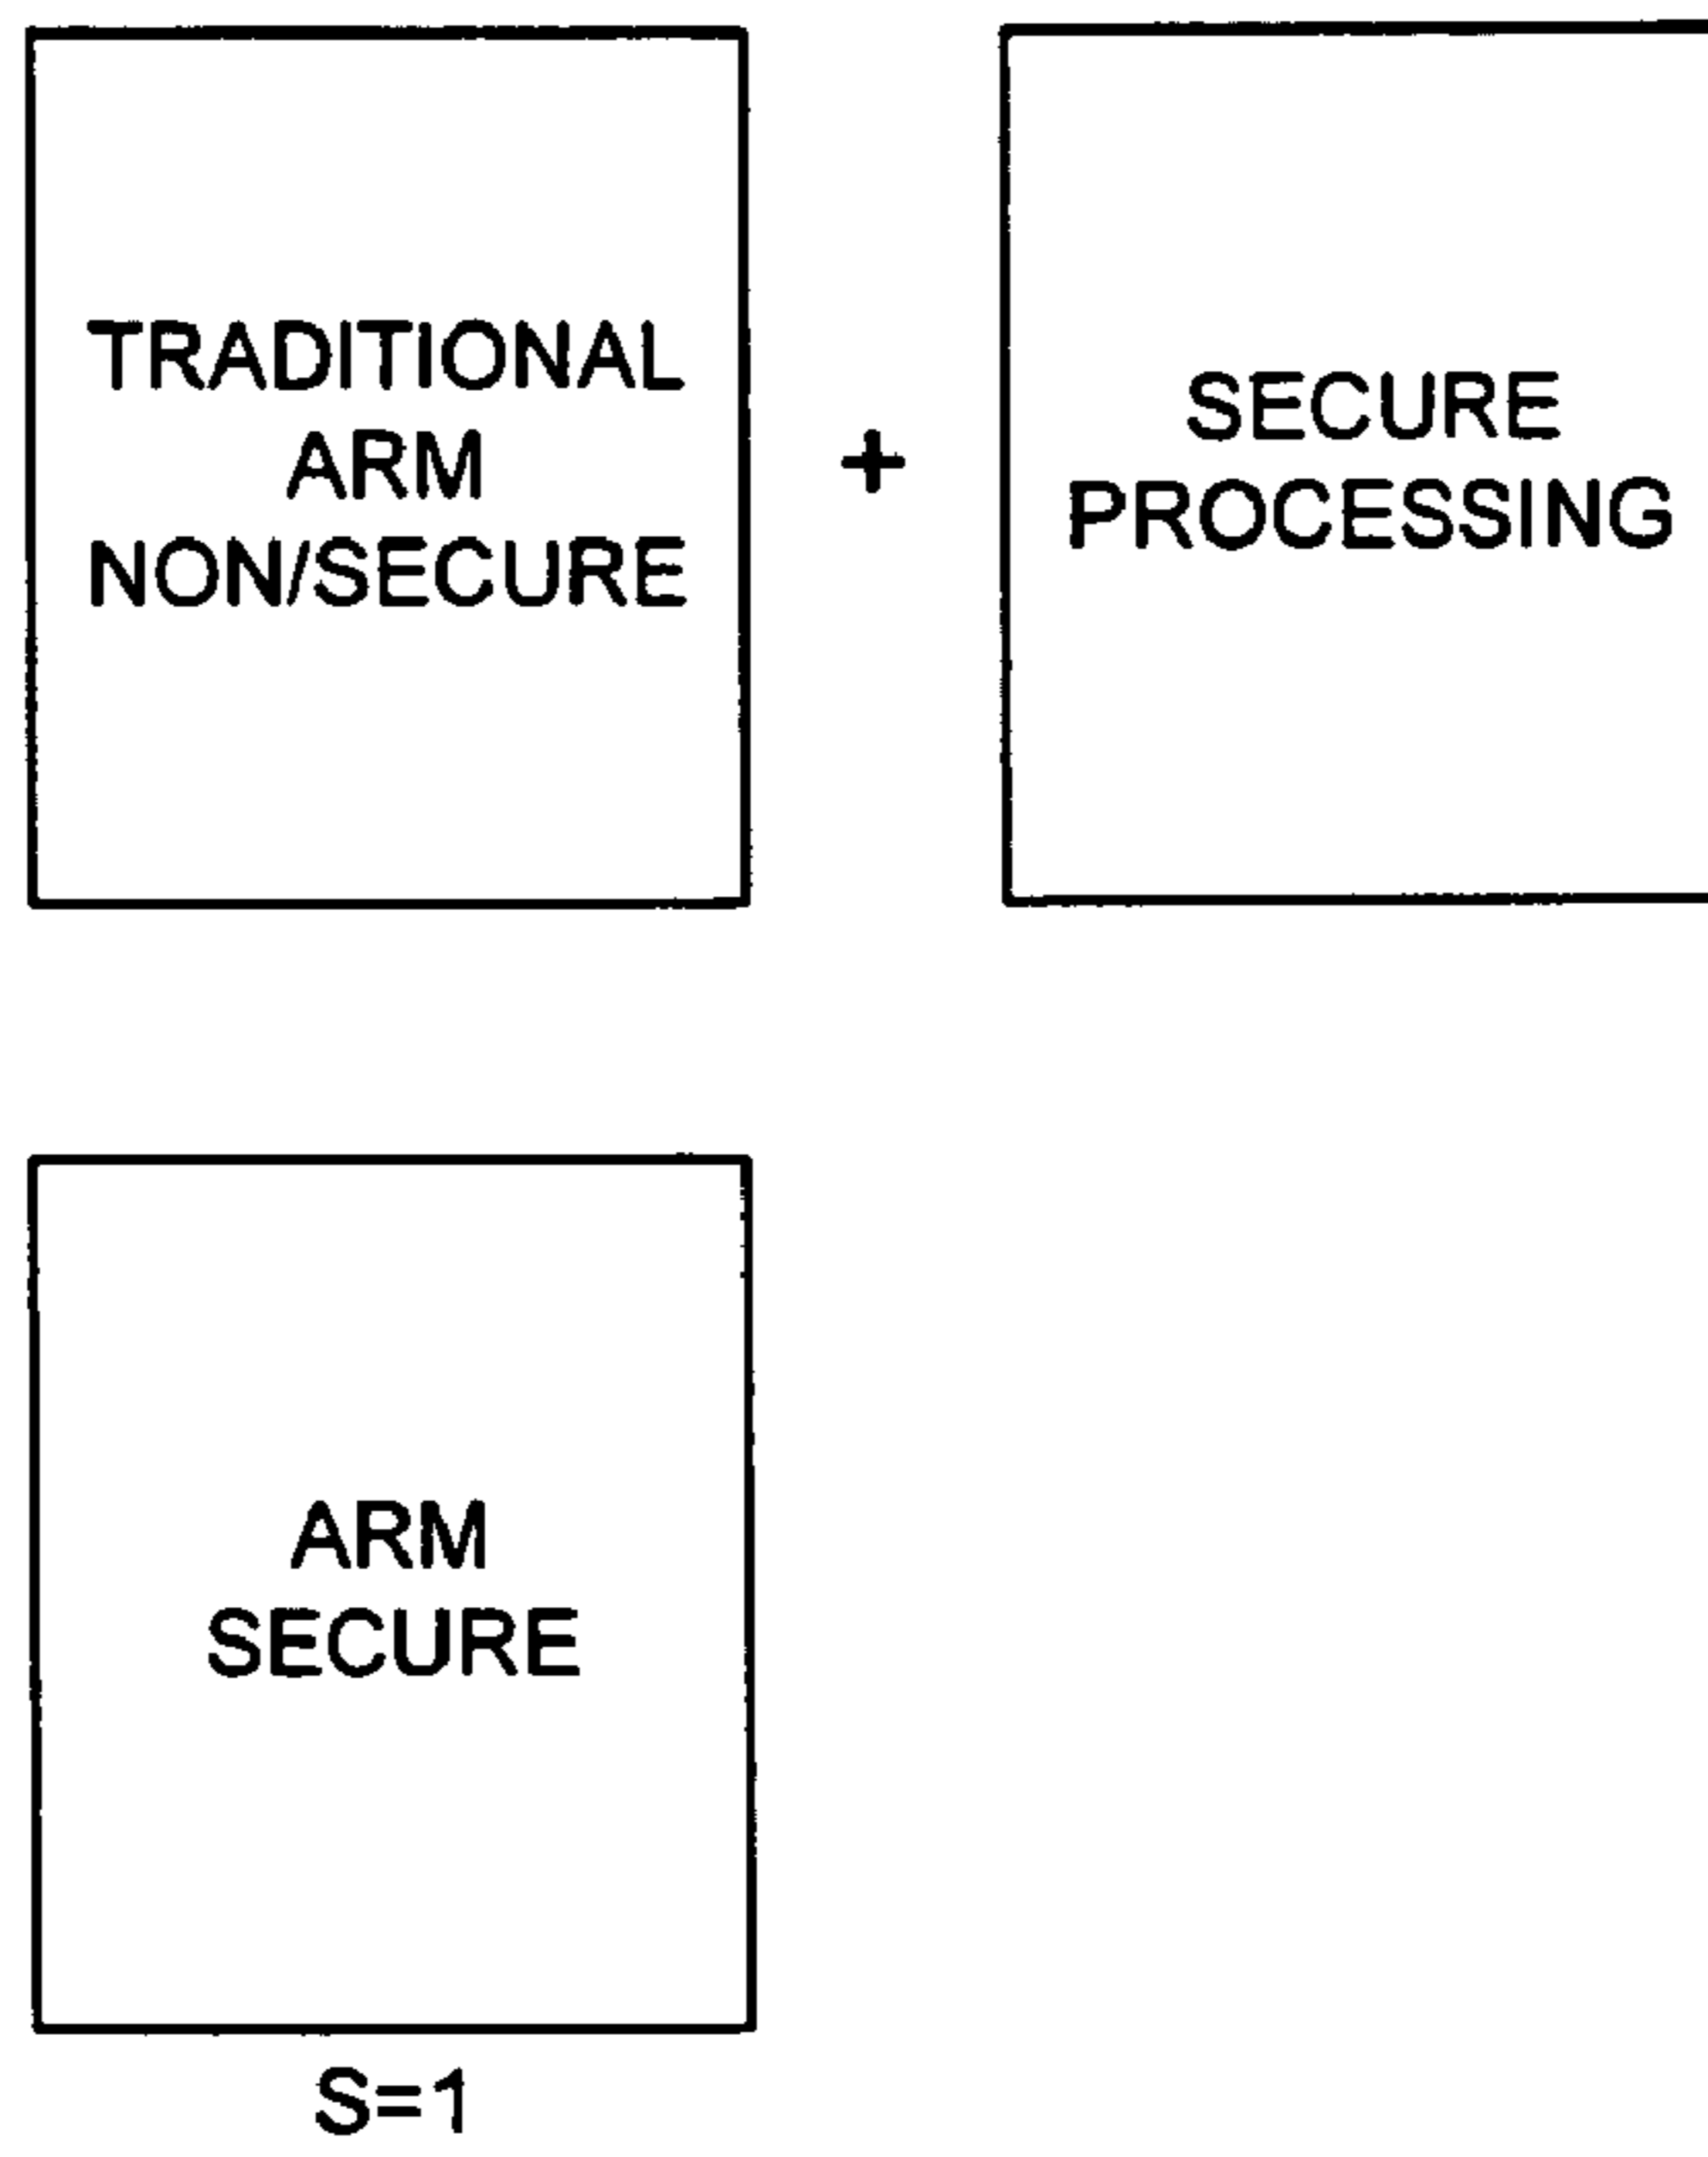 TRADITIONAL
ARM
NON/SECURE
+
SECURE
PROCESSING
ARM
SECURE
S=1